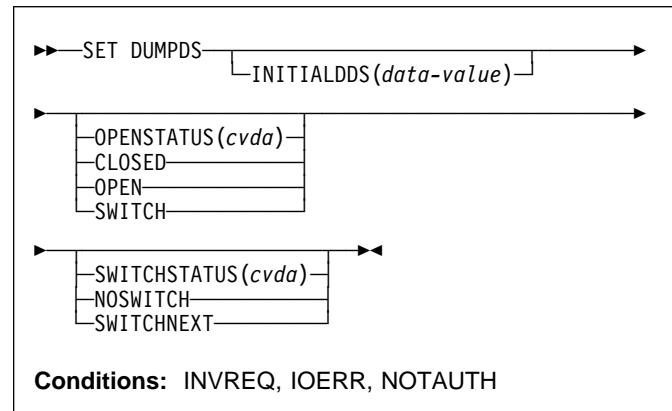 SET DUMPDS
INITIALDDS(data-value)
OPENSTATUS(cvda)
CLOSED
OPEN
SWITCH
SWITCHSTATUS(cvda)
NOSWITCH
SWITCHNEXT
Conditions: INVREQ, IOERR, NOTAUTH